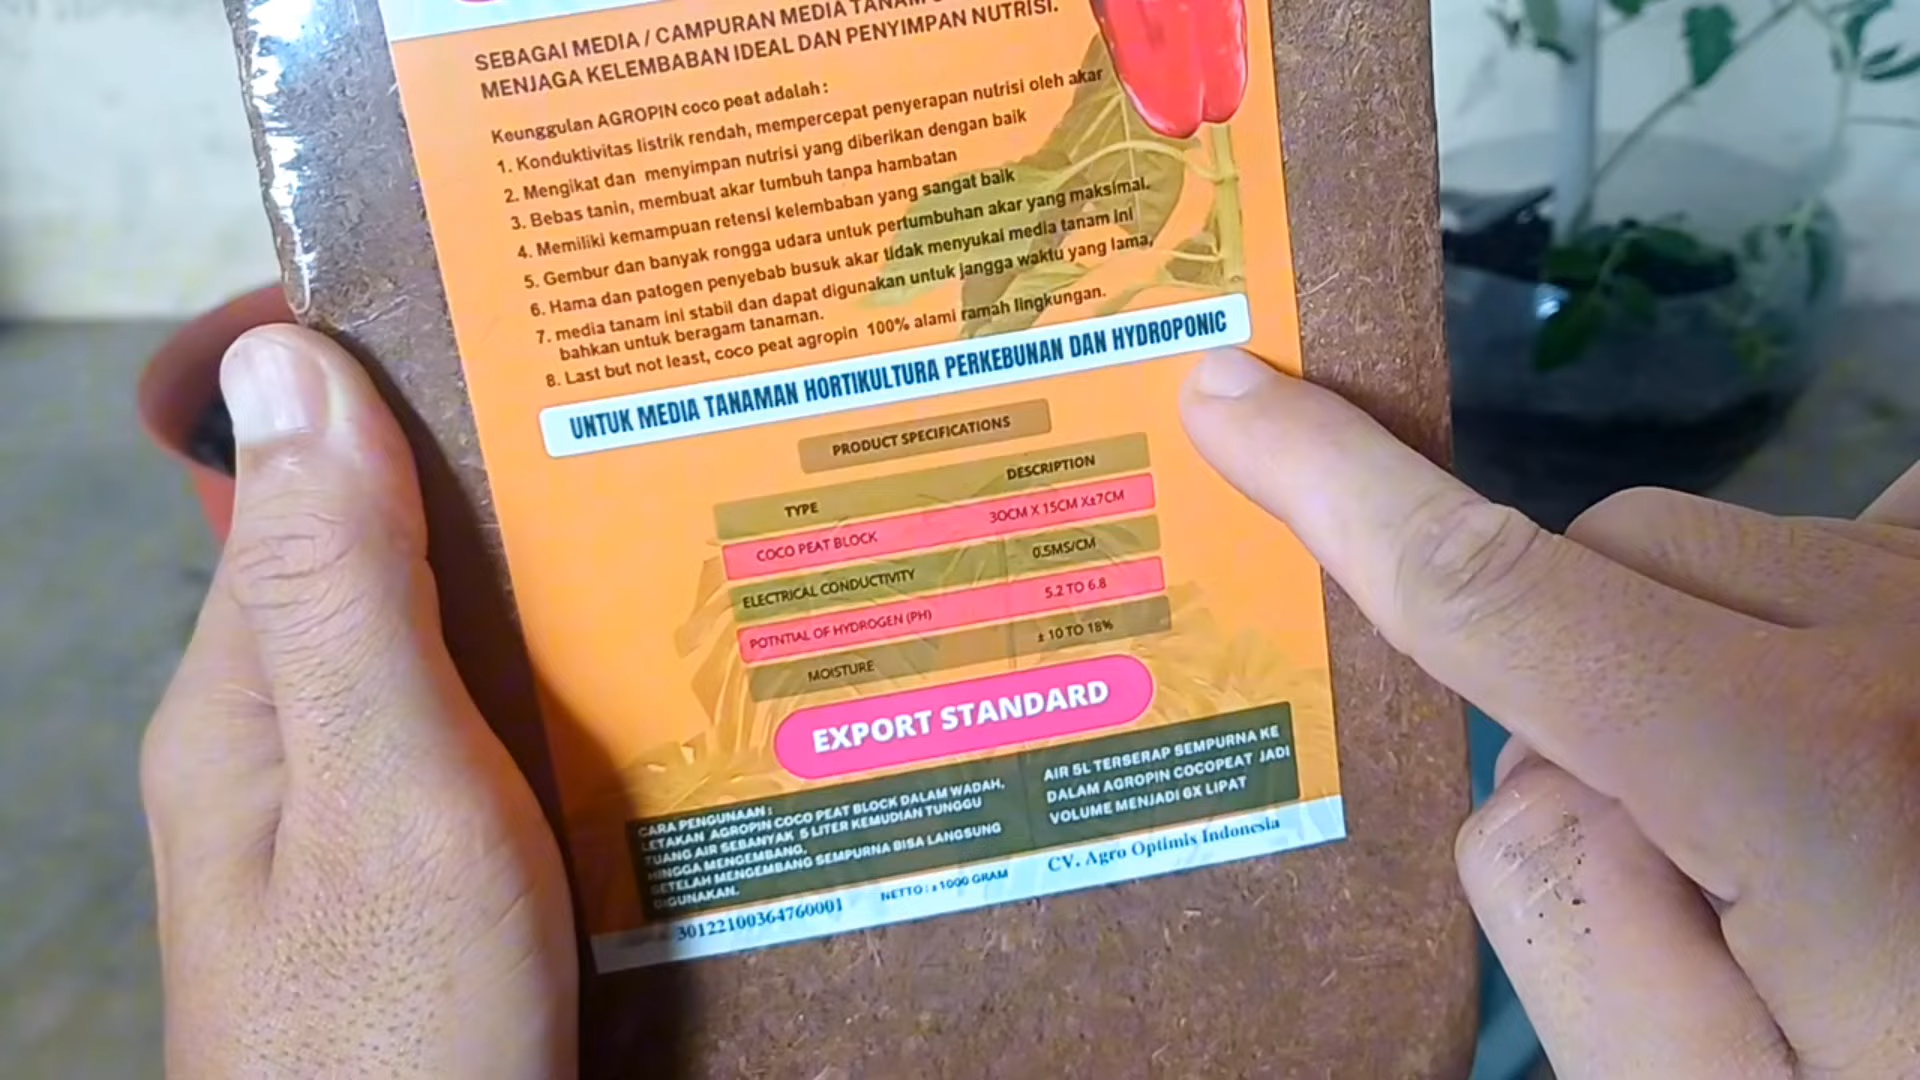 SEBAGAI MEDIA / CAMPURAN MEDIA TANAM
MENJAGA KELEMBABAN IDEAL DAN PENYIMPAN NUTRISI.
Keunggulan AGROPIN coco peat adalah :
1. Konduktivitas listrik rendah, mempercepat penyerapan nutrisi oleh akar
2. Mengikat dan menyimpan nutrisi yang diberikan dengan baik
3. Bebas tanin, membuat akar tumbuh tanpa hambatan
4. Memiliki kemampuan retensi kelembaban yang sangat baik
5. Gembur dan banyak rongga udara untuk pertumbuhan akar yang maksimal.
6. Hama dan patogen penyebab busuk akar tidak menyukai media tanam ini
7. media tanam ini stabil dan dapat digunakan untuk jangga waktu yang lama,
bahkan untuk beragam tanaman.
8. Last but not least, coco peat agropin 100% alami ramah lingkungan.
UNTUK MEDIA TANAMAN HORTIKULTURA PERKEBUNAN DAN HYDROPONIC
PRODUCT SPECIFICATIONS
TYPE DESCRIPTION
COCO PEAT BLOCK 30CM X 15CM X±7CM
ELECTRICAL CONDUCTIVITY 0.5MS/CM
POTNTIAL OF HYDROGEN (PH) 5.2 TO 6.8
MOISTURE ± 10 TO 18%
EXPORT STANDARD
CARA PENGUNAAN :
LETAKAN AGROPIN COCO PEAT BLOCK DALAM WADAH,
TUANG AIR SEBANYAK 5 LITER KEMUDIAN TUNGGU
HINGGA MENGEMBANG,
SETELAH MENGEMBANG SEMPURNA BISA LANGSUNG
DIGUNAKAN.
AIR 5L TERSERAP SEMPURNA KE
DALAM AGROPIN COCOPEAT JADI
VOLUME MENJADI 6X LIPAT
30122100364760001 NETTO : ± 1000 GRAM CV. Agro Optimis Indonesia